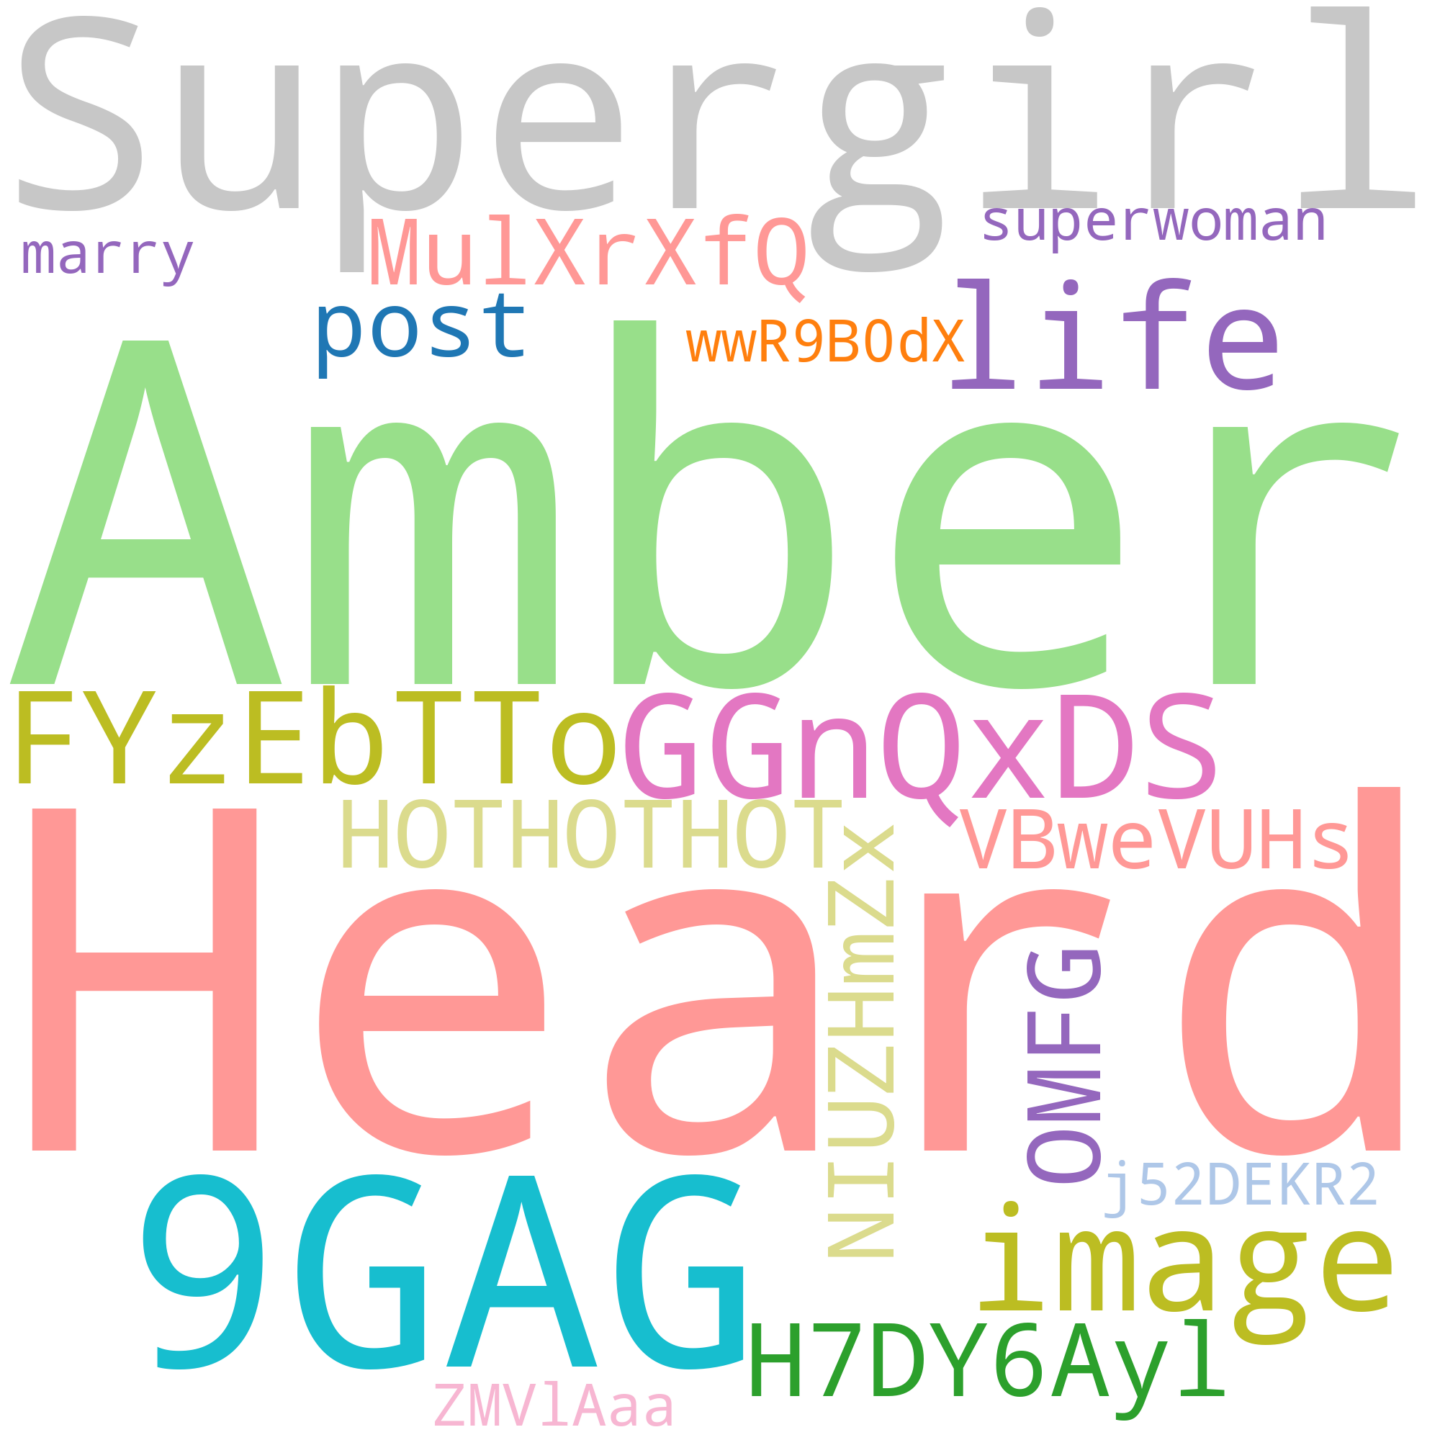 Supergirl
marry
MulXrXfQ
superwoman
post
wwR9B0dX
life
Amber
FYzEbTTo
GGnQxDS
HOTHOTHOT
VBweVUHs
Heard
NIUZHmZx
OMFG
9GAG
j52DEKR2
image
H7DY6Ayl
ZMVlAaa